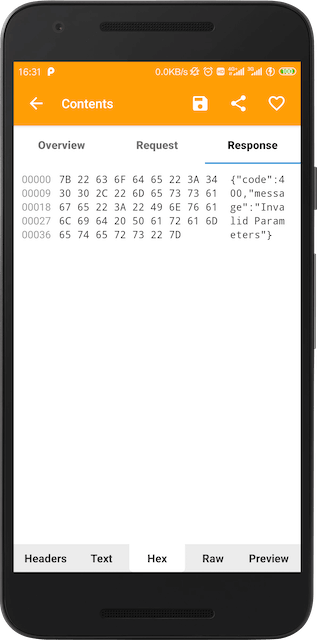 16:31 P 0.0KB/s 4G+ 3G 100
Contents
Overview Request Response
00000 7B 22 63 6F 64 65 22 3A 34 {"code":4
00009 30 30 2C 22 6D 65 73 73 61 00,"messa
00018 67 65 22 3A 22 49 6E 76 61 ge":"Inva
00027 6C 69 64 20 50 61 72 61 6D lid Param
00036 65 74 65 72 73 22 7D eters"}
Headers Text Hex Raw Preview